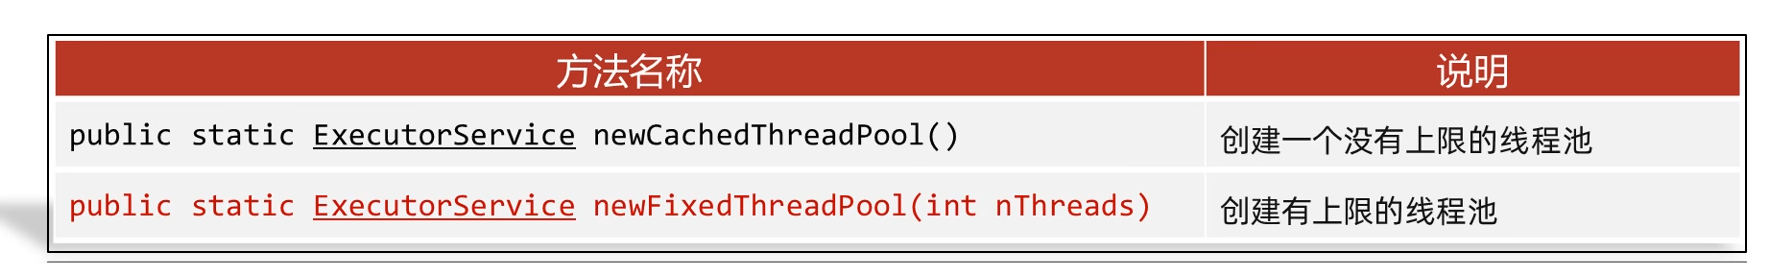 方法名称 说明
public static ExecutorService newCachedThreadPool() 创建一个没有上限的线程池
public static ExecutorService newFixedThreadPool(int nThreads) 创建有上限的线程池